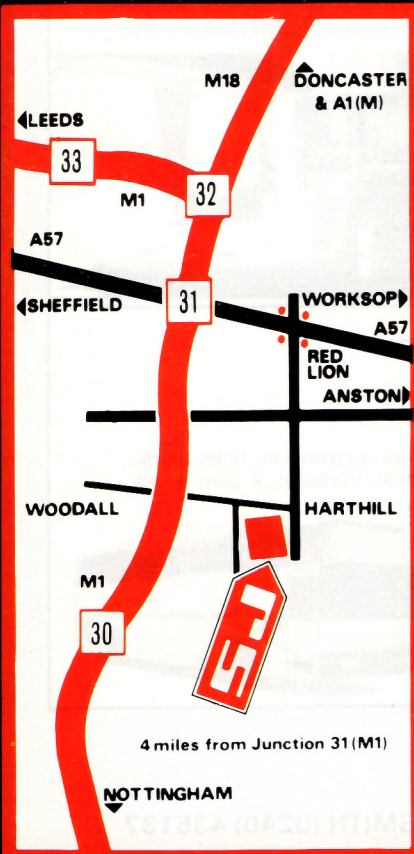 M18
DONCASTER
& A1(M)
LEEDS
33
32
M1
A57
31
SHEFFIELD
WORKSOP
A57
RED
LION
ANSTON
WOODALL
HARTHILL
M1
30
SJ
4 miles from Junction 31(M1)
NOTTINGHAM